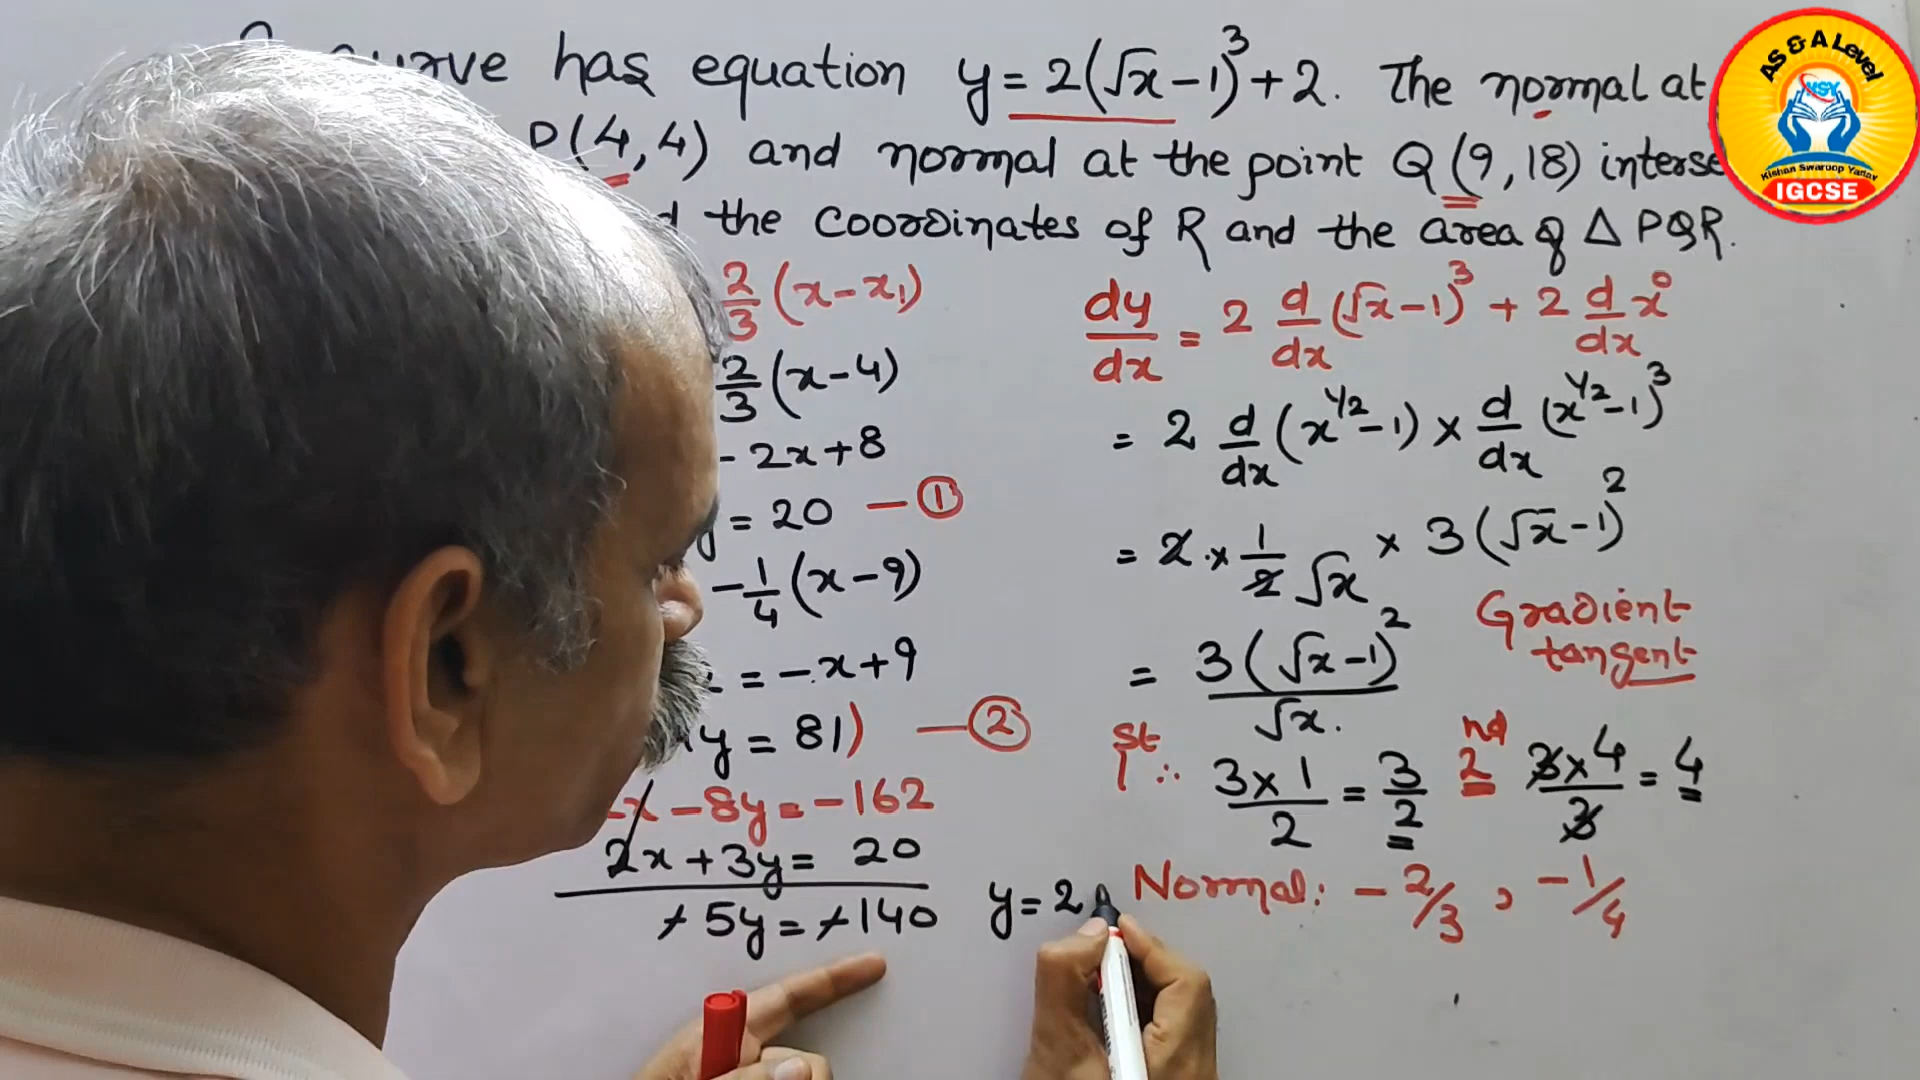 curve has equation y = 2(√x − 1)³ + 2. The normal at
P(4, 4) and normal at the point Q (9, 18) interse
the coordinates of R and the area of △ PQR.
2/3 (x − x₁)
2/3 (x − 4)
- 2x + 8
y = 20 — ①
− 1/4 (x − 9)
= − x + 9
y = 81) — ②
x − 8y = −162
2x + 3y = 20
− 5y = −140
y = 2
dy/dx = 2 d/dx (√x − 1)³ + 2 d/dx x⁰
= 2 d/dx (x^1/2 − 1) × d/dx (x^1/2 − 1)³
= 2 × 1/2√x × 3 (√x − 1)²
= 3 (√x − 1)²/√x.
Gradient
tangent
1st ∴ 3 × 1/2 = 3/2 2nd 3 × 4/3 = 4
Normal: − 2/3 , − 1/4
AS & A Level
KSY
Kishan Swaroop Yadav
IGCSE